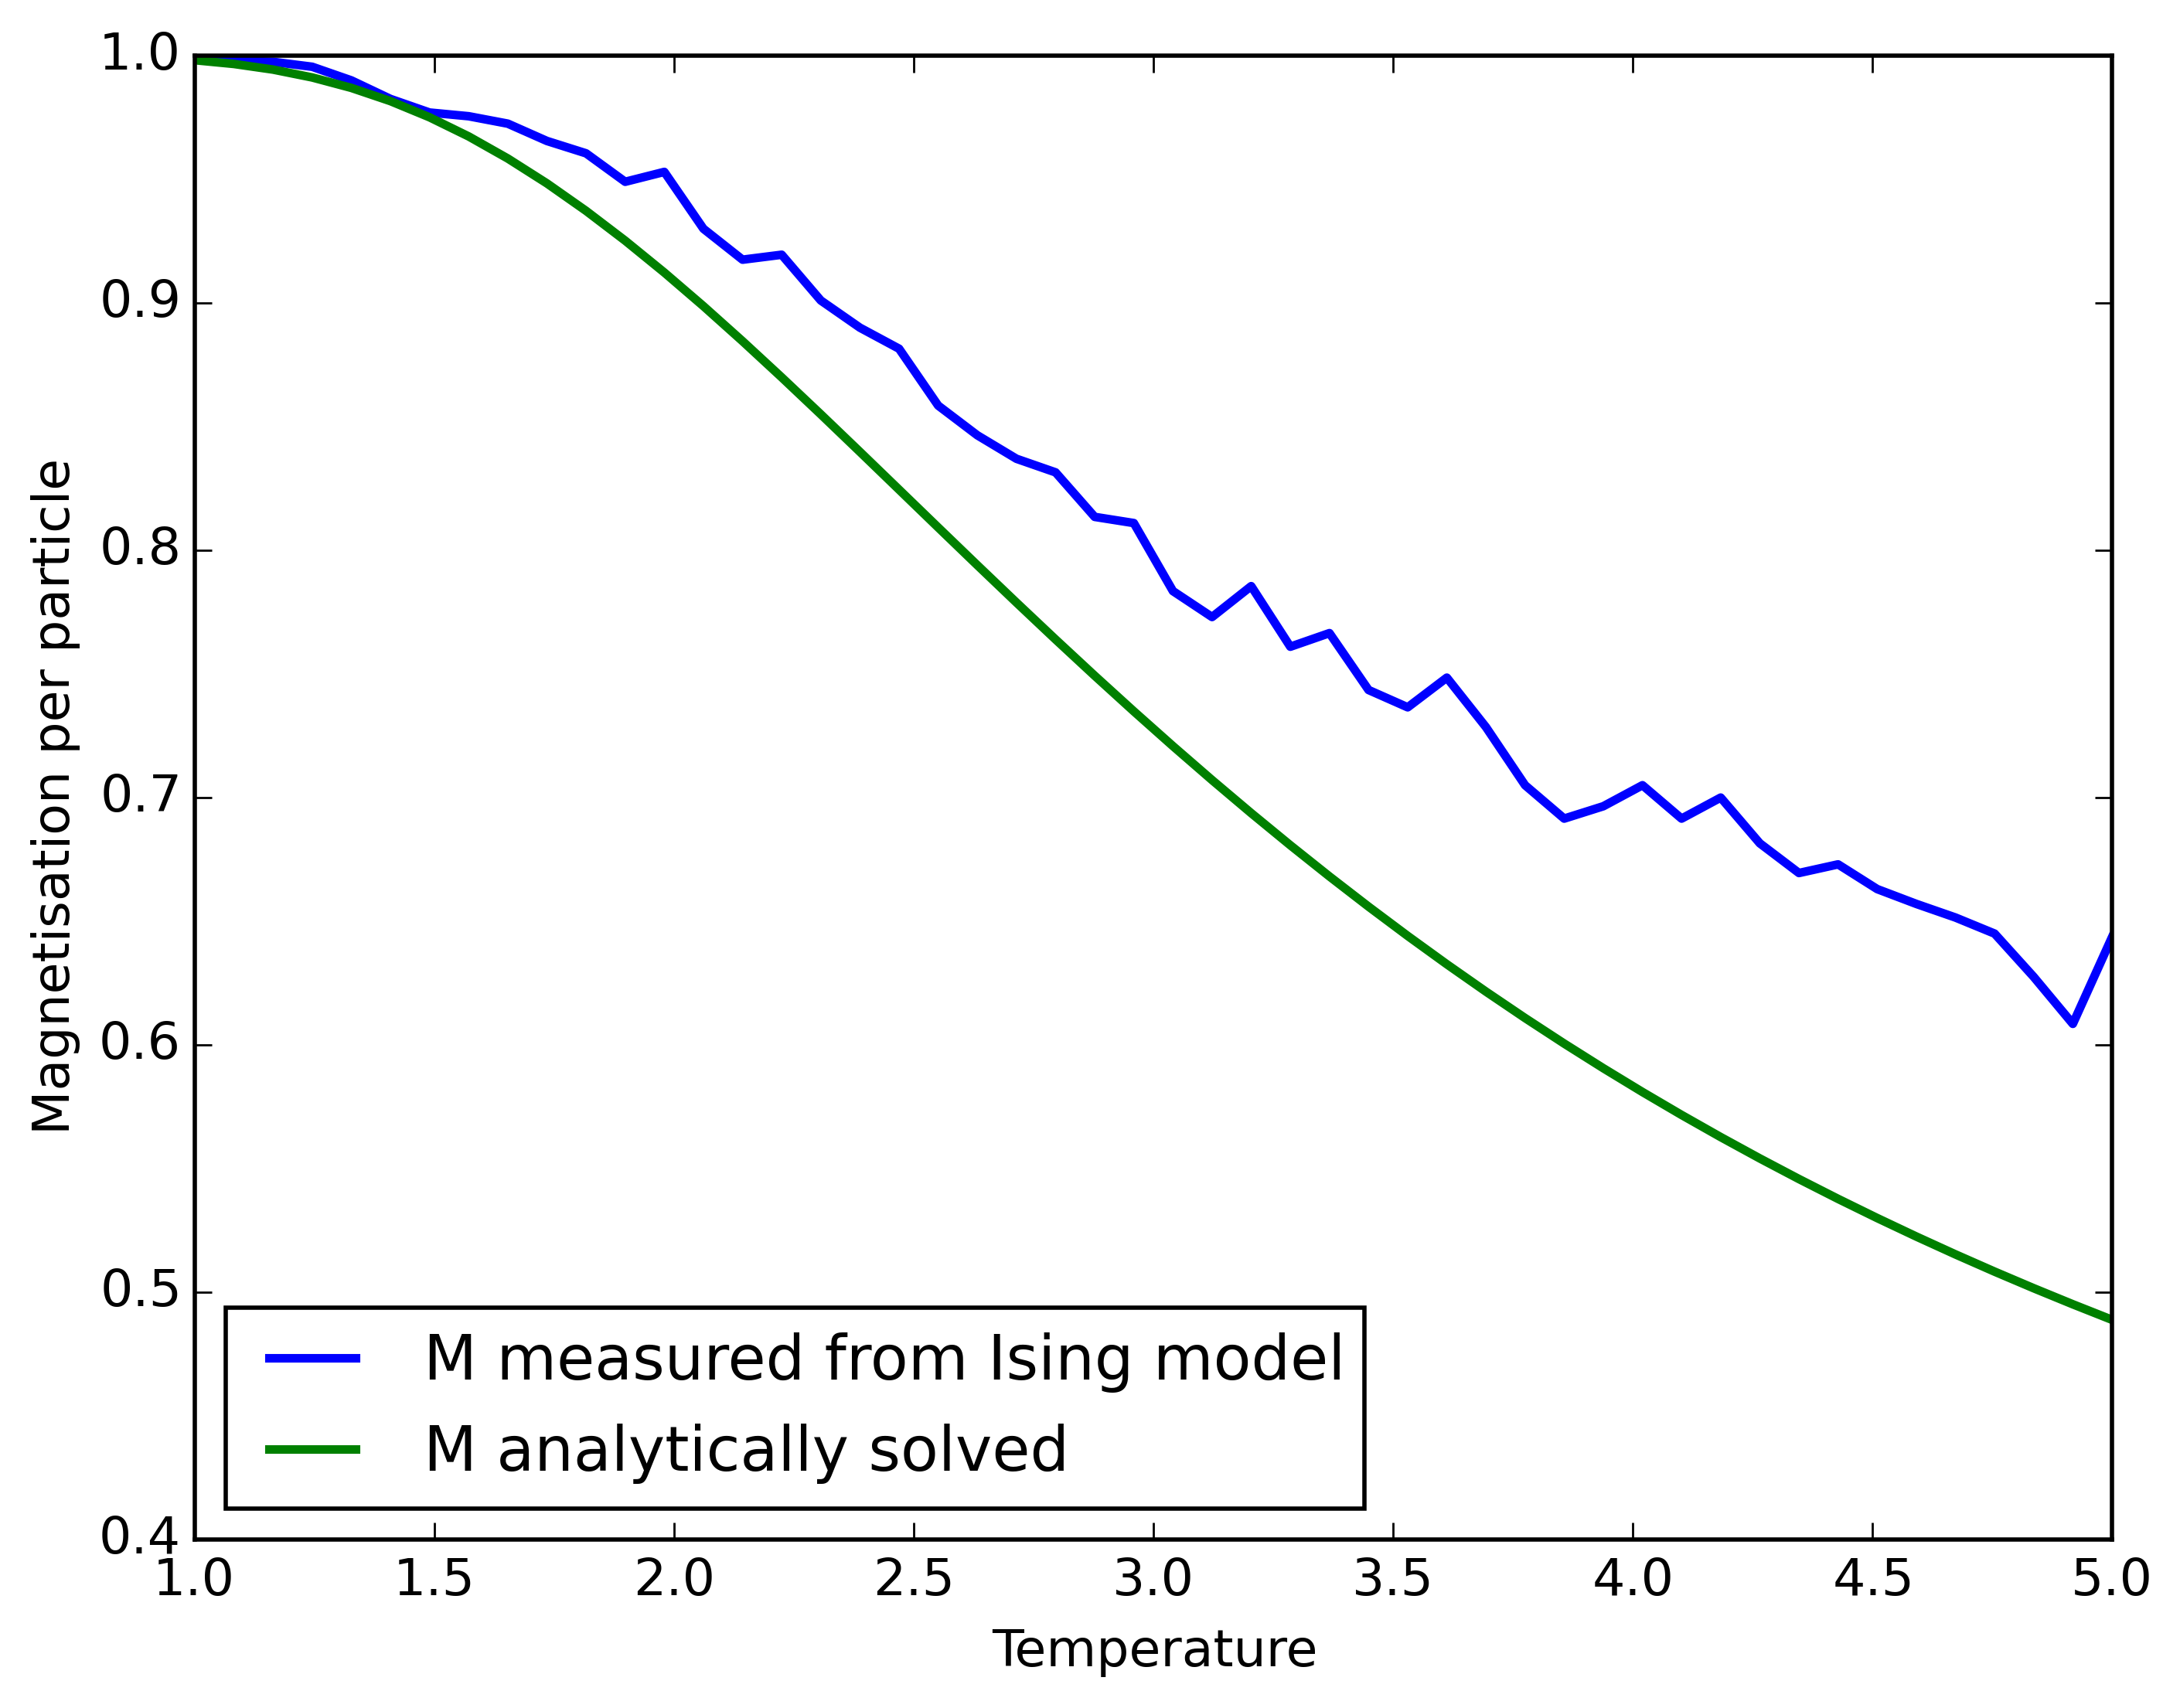 1.0
0.9
0.8
0.7
0.6
0.5
0.4
Magnetisation per particle
M measured from Ising model
M analytically solved
1.0 1.5 2.0 2.5 3.0 3.5 4.0 4.5 5.0
Temperature